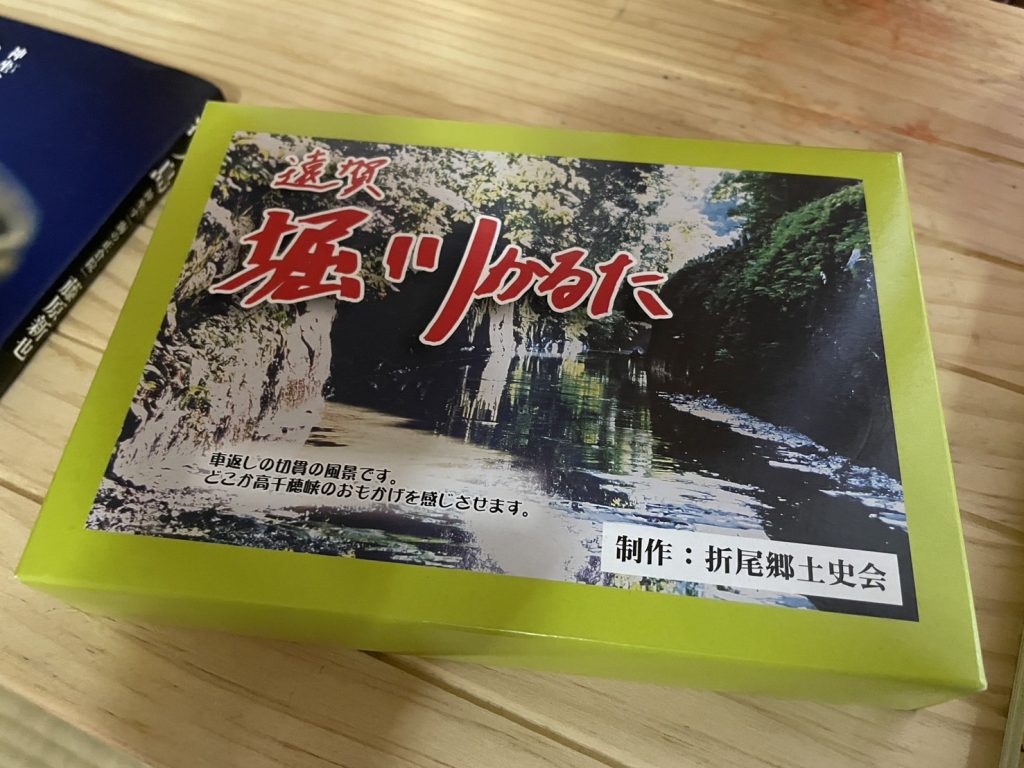 遠賀
堀川かるた
車返しの切貫の風景です。
どこか高千穂峡のおもかげを感じさせます。
制作：折尾郷土史会